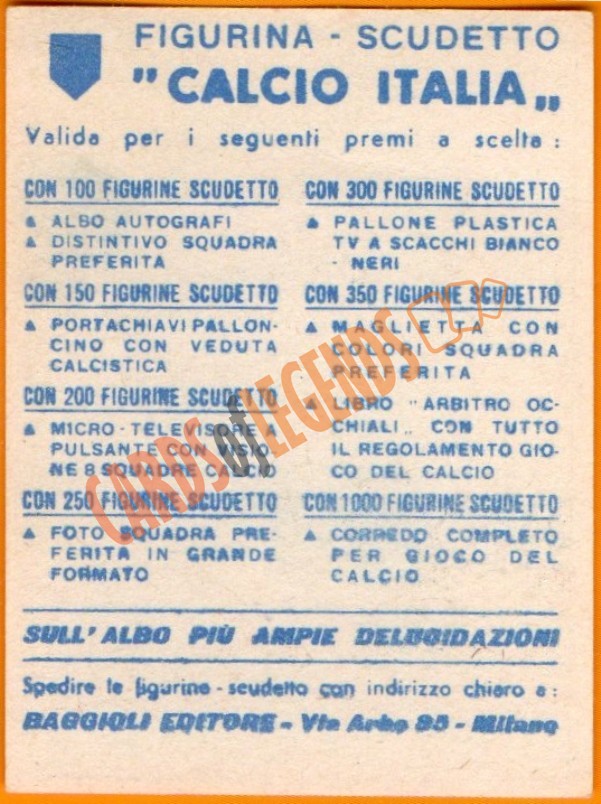 FIGURINA - SCUDETTO
"CALCIO ITALIA„
Valida per i seguenti premi a scelta :
CON 100 FIGURINE SCUDETTO
▲ ALBO AUTOGRAFI
▲ DISTINTIVO SQUADRA
PREFERITA
CON 150 FIGURINE SCUDETTO
▲ PORTACHIAVI PALLON-
CINO CON VEDUTA
CALCISTICA
CON 200 FIGURINE SCUDETTO
▲ MICRO - TELEVISORE A
PULSANTE CON VISIO
NE 8 SQUADRE CALCIO
CON 250 FIGURINE SCUDETTO
▲ FOTO SQUADRA PRE-
FERITA IN GRANDE
FORMATO
CON 300 FIGURINE SCUDETTO
▲ PALLONE PLASTICA
TV A SCACCHI BIANCO
- NERI
CON 350 FIGURINE SCUDETTO
▲ MAGLIETTA CON
COLORI SQUADRA
PREFERITA
▲ LIBRO "ARBITRO OC-
CHIALI„ CON TUTTO
IL REGOLAMENTO GIO-
CO DEL CALCIO
CON 1000 FIGURINE SCUDETTO
▲ CORREDO COMPLETO
PER GIOCO DEL
CALCIO
SULL'ALBO PIÙ AMPIE DELUCIDAZIONI
Spedire le figurine - scudetto con indirizzo chiaro a :
BAGGIOLI EDITORE - Via Arbe 85 - Milano
CARDS of LEGENDS